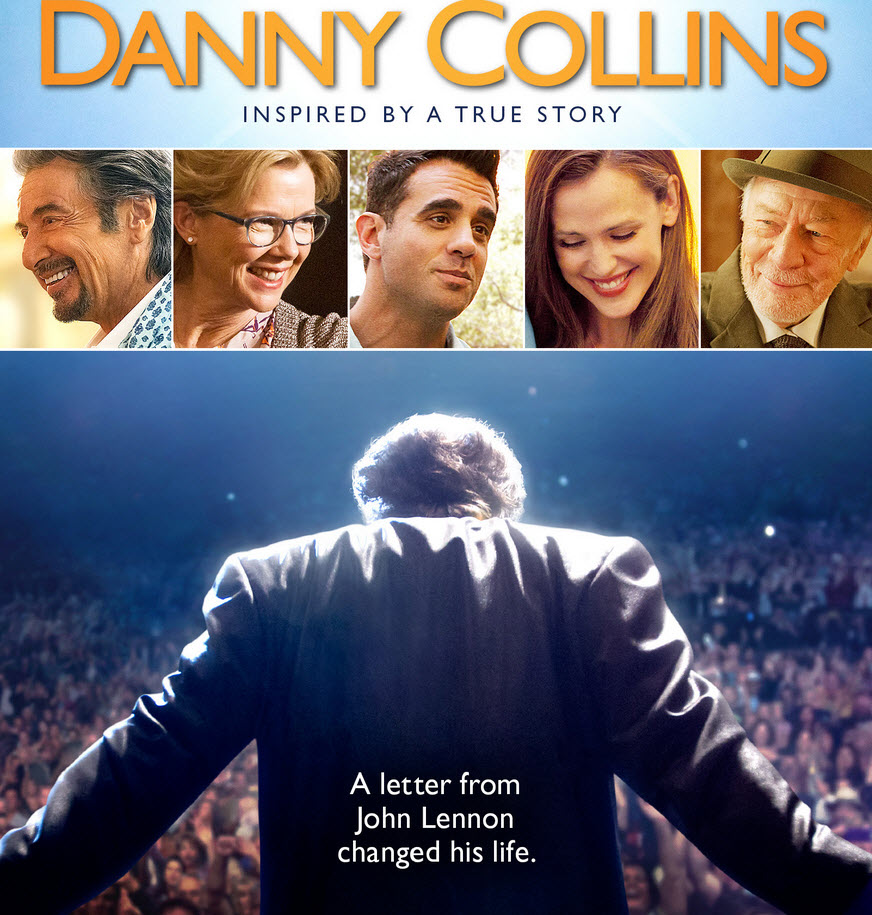 DANNY COLLINS
INSPIRED BY A TRUE STORY
A letter from
John Lennon
changed his life.